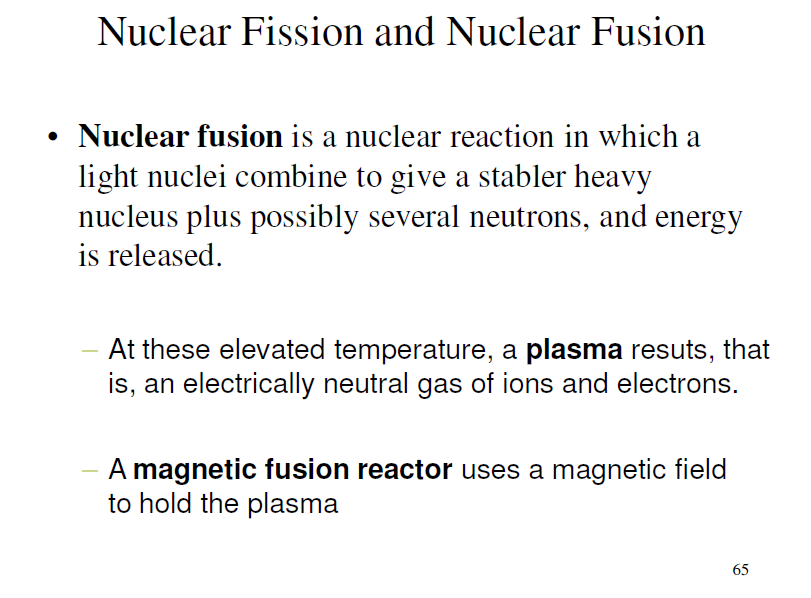 Nuclear Fission and Nuclear Fusion
• Nuclear fusion is a nuclear reaction in which a
light nuclei combine to give a stabler heavy
nucleus plus possibly several neutrons, and energy
is released.
– At these elevated temperature, a plasma resuts, that
is, an electrically neutral gas of ions and electrons.
– A magnetic fusion reactor uses a magnetic field
to hold the plasma
65